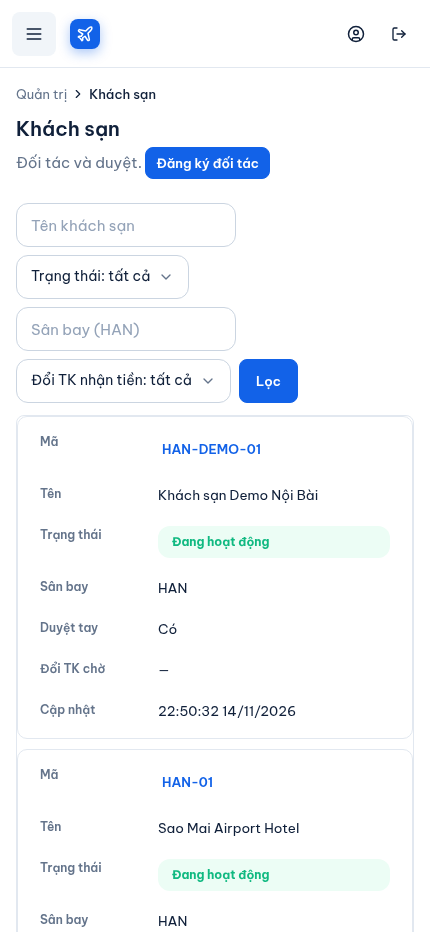 Quản trị > Khách sạn
Khách sạn
Đối tác và duyệt. Đăng ký đối tác
Tên khách sạn
Trạng thái: tất cả
Sân bay (HAN)
Đổi TK nhận tiền: tất cả Lọc
Mã HAN-DEMO-01
Tên Khách sạn Demo Nội Bài
Trạng thái Đang hoạt động
Sân bay HAN
Duyệt tay Có
Đổi TK chờ —
Cập nhật 22:50:32 14/11/2026
Mã HAN-01
Tên Sao Mai Airport Hotel
Trạng thái Đang hoạt động
Sân bay HAN